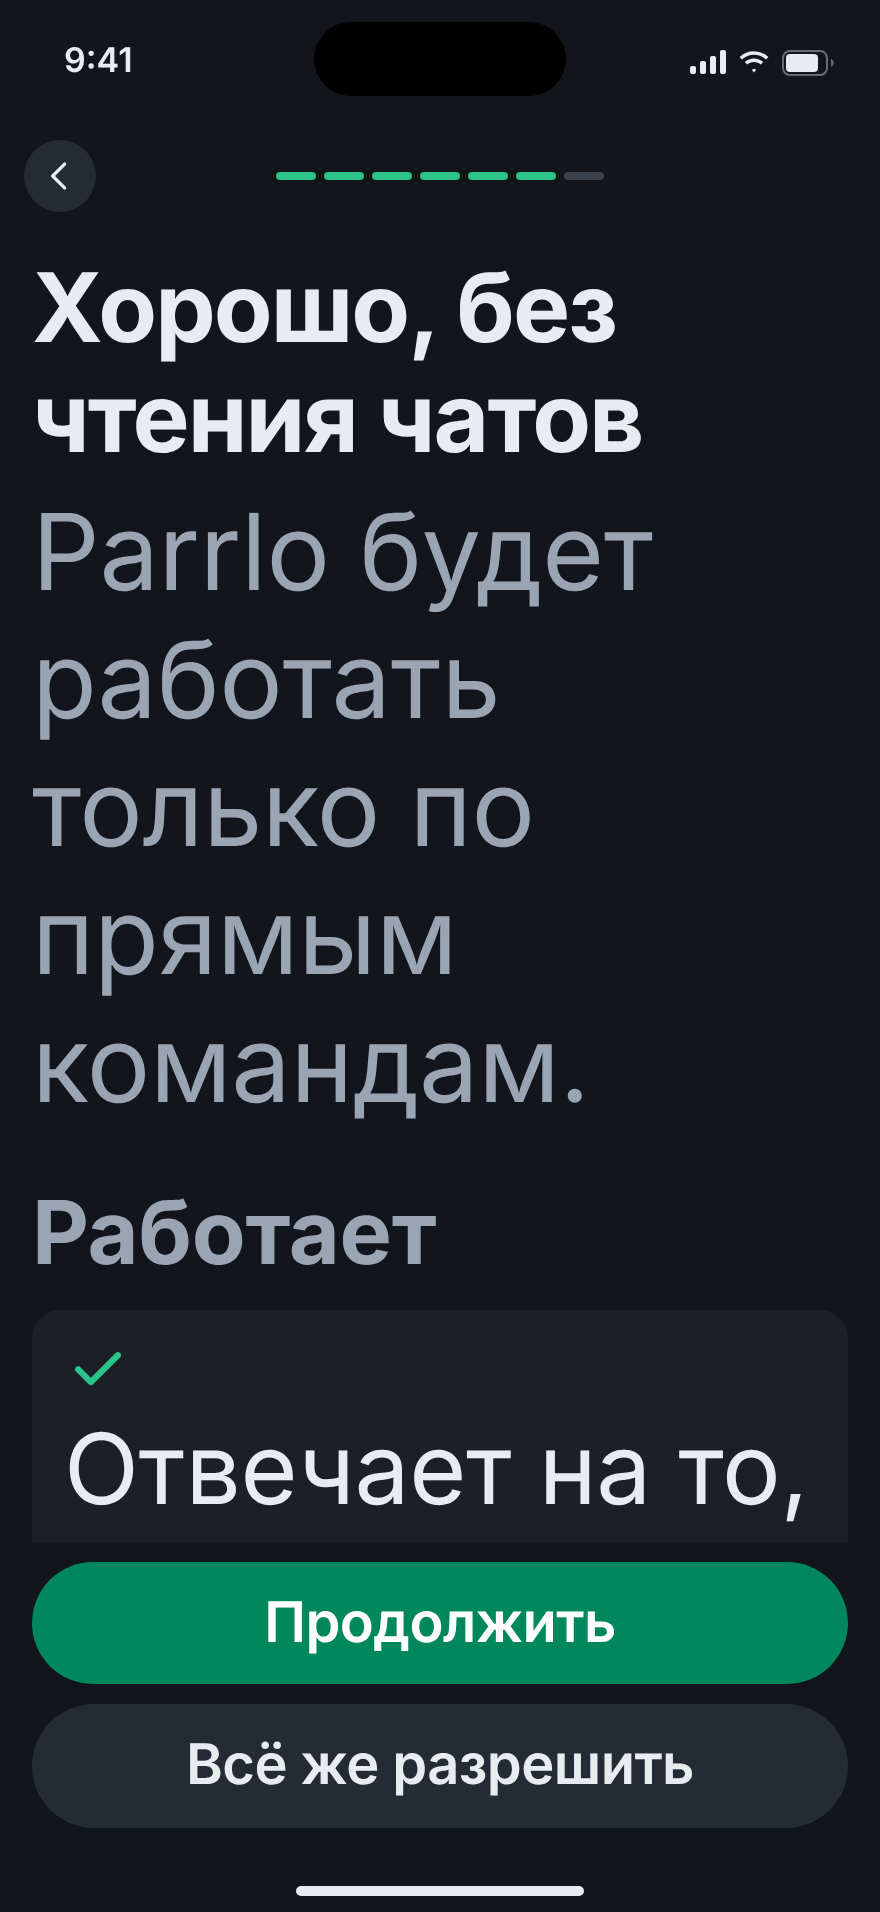 9:41
Хорошо, без
чтения чатов
Parrlo будет
работать
только по
прямым
командам.
Работает
Отвечает на то,
Продолжить
Всё же разрешить